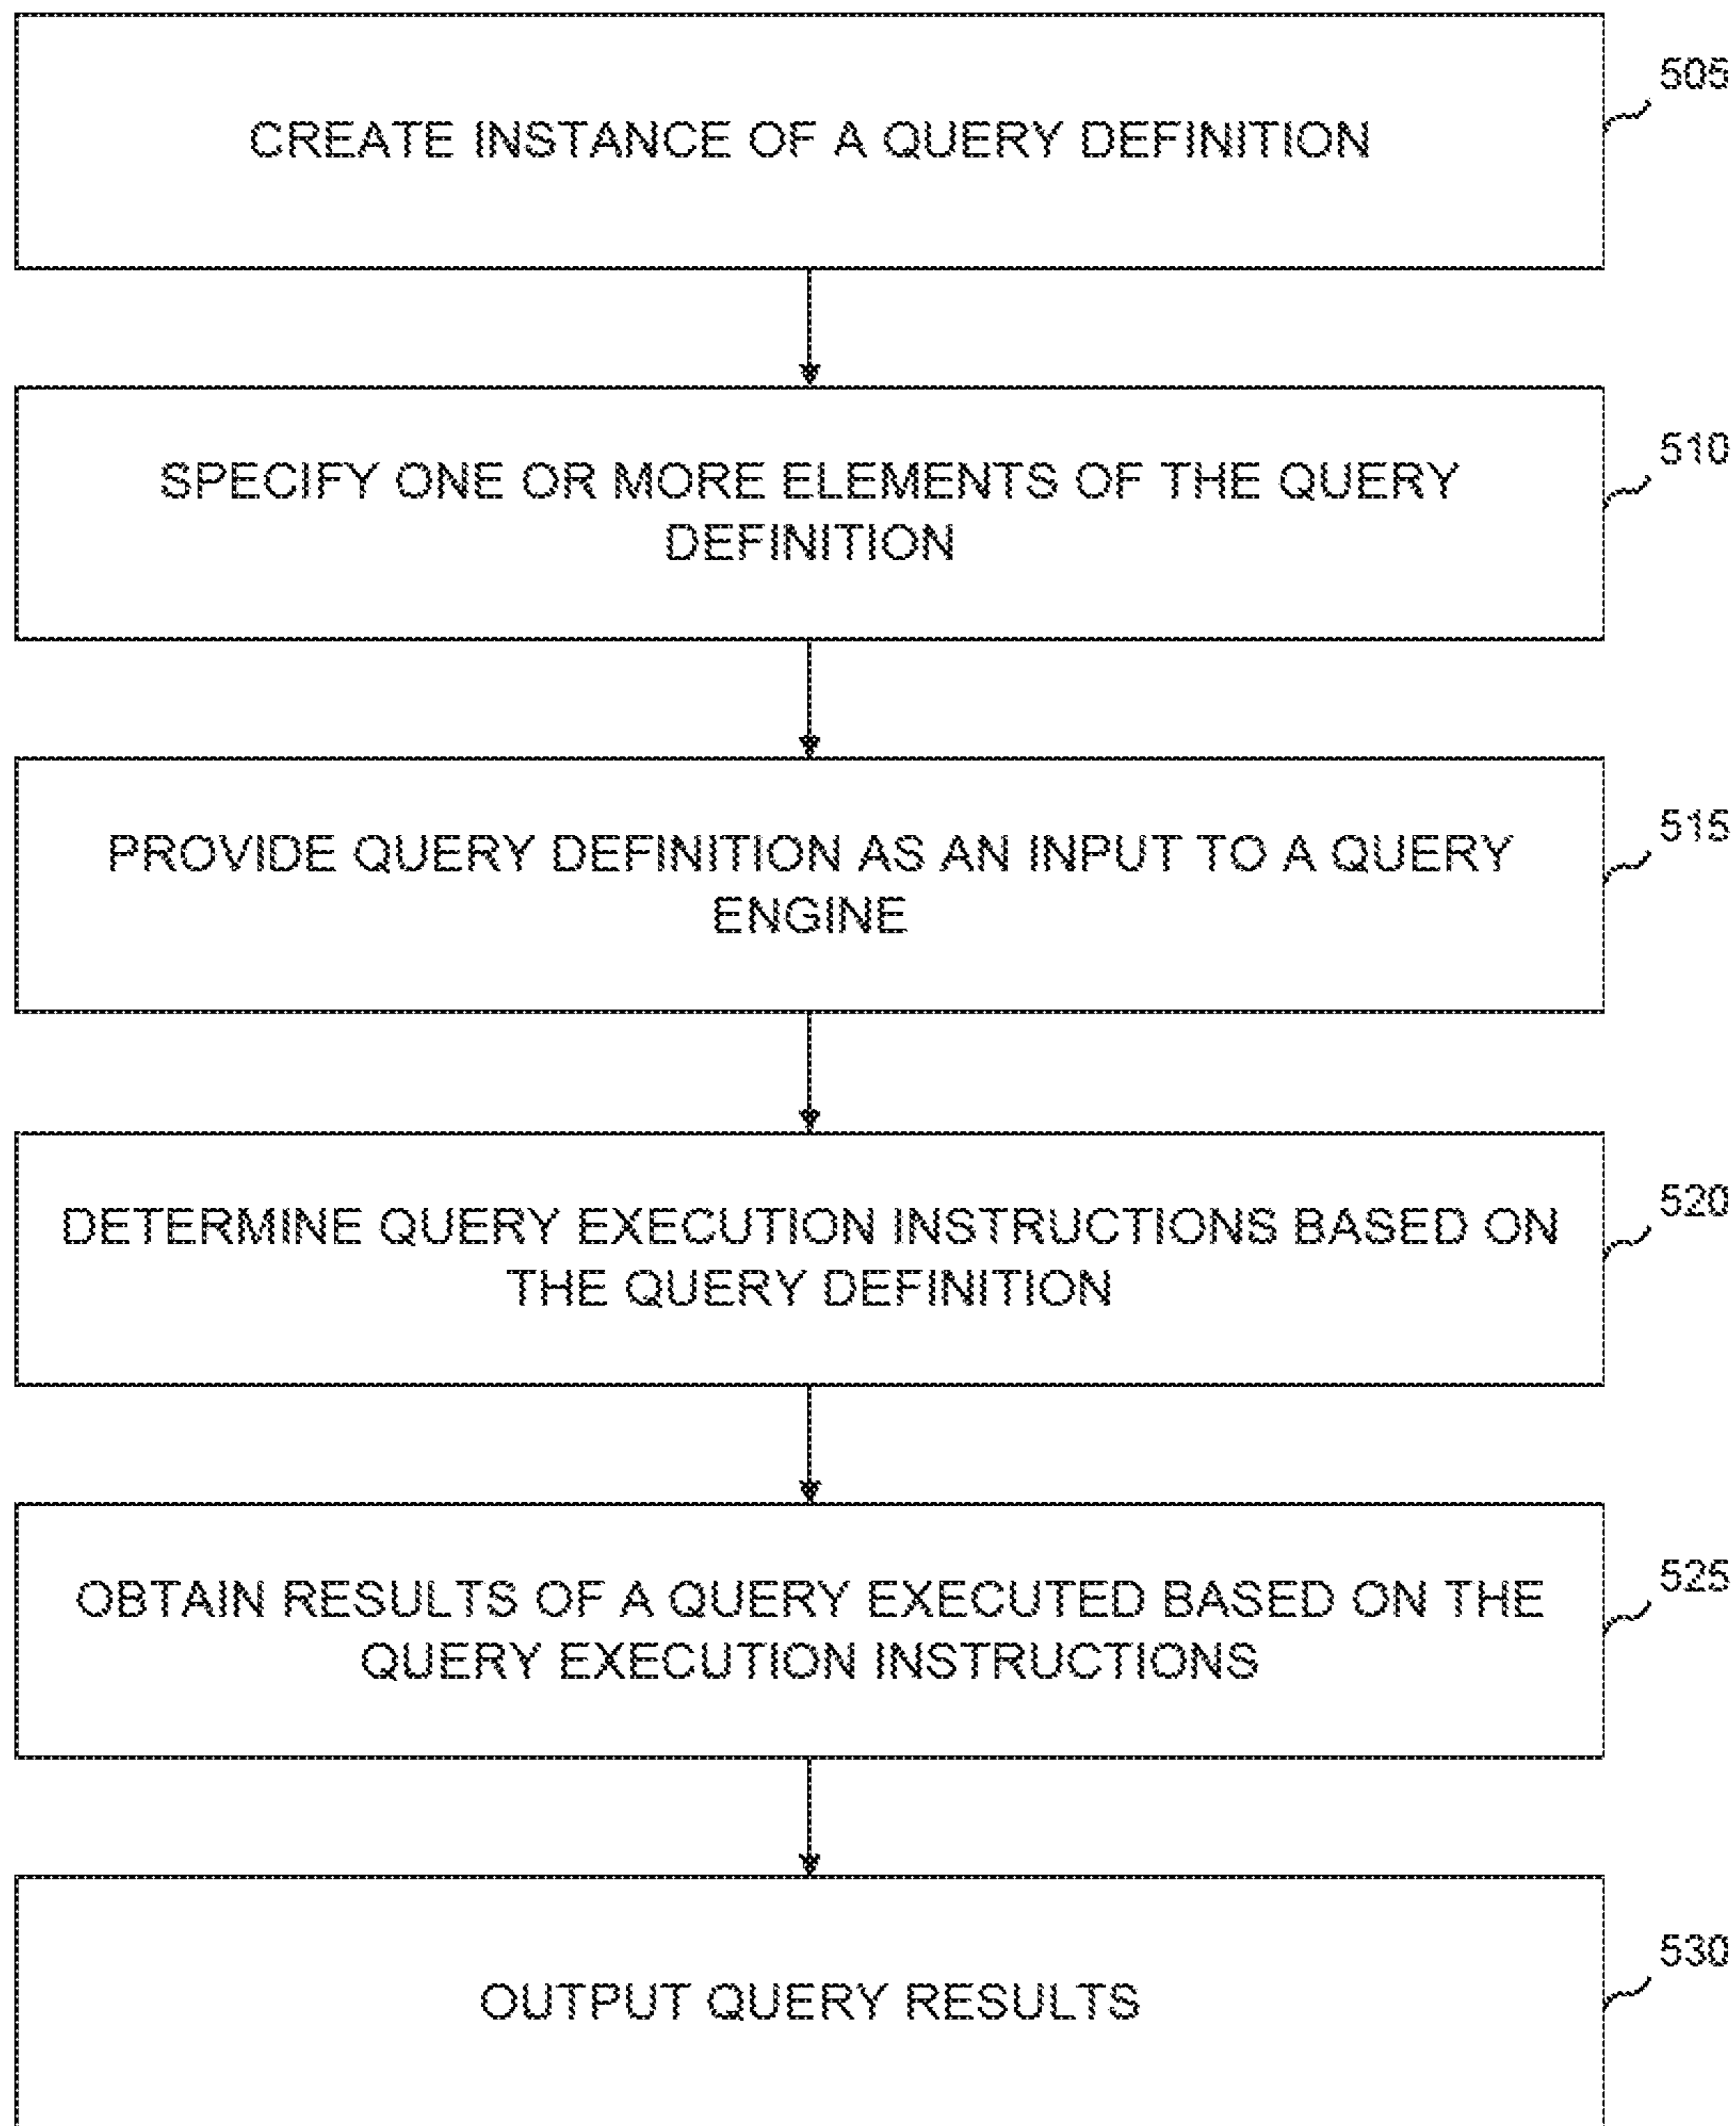 505
CREATE INSTANCE OF A QUERY DEFINITION
510
SPECIFY ONE OR MORE ELEMENTS OF THE QUERY
DEFINITION
515
PROVIDE QUERY DEFINITION AS AN INPUT TO A QUERY
ENGINE
520
DETERMINE QUERY EXECUTION INSTRUCTIONS BASED ON
THE QUERY DEFINITION
525
OBTAIN RESULTS OF A QUERY EXECUTED BASED ON THE
QUERY EXECUTION INSTRUCTIONS
530
OUTPUT QUERY RESULTS